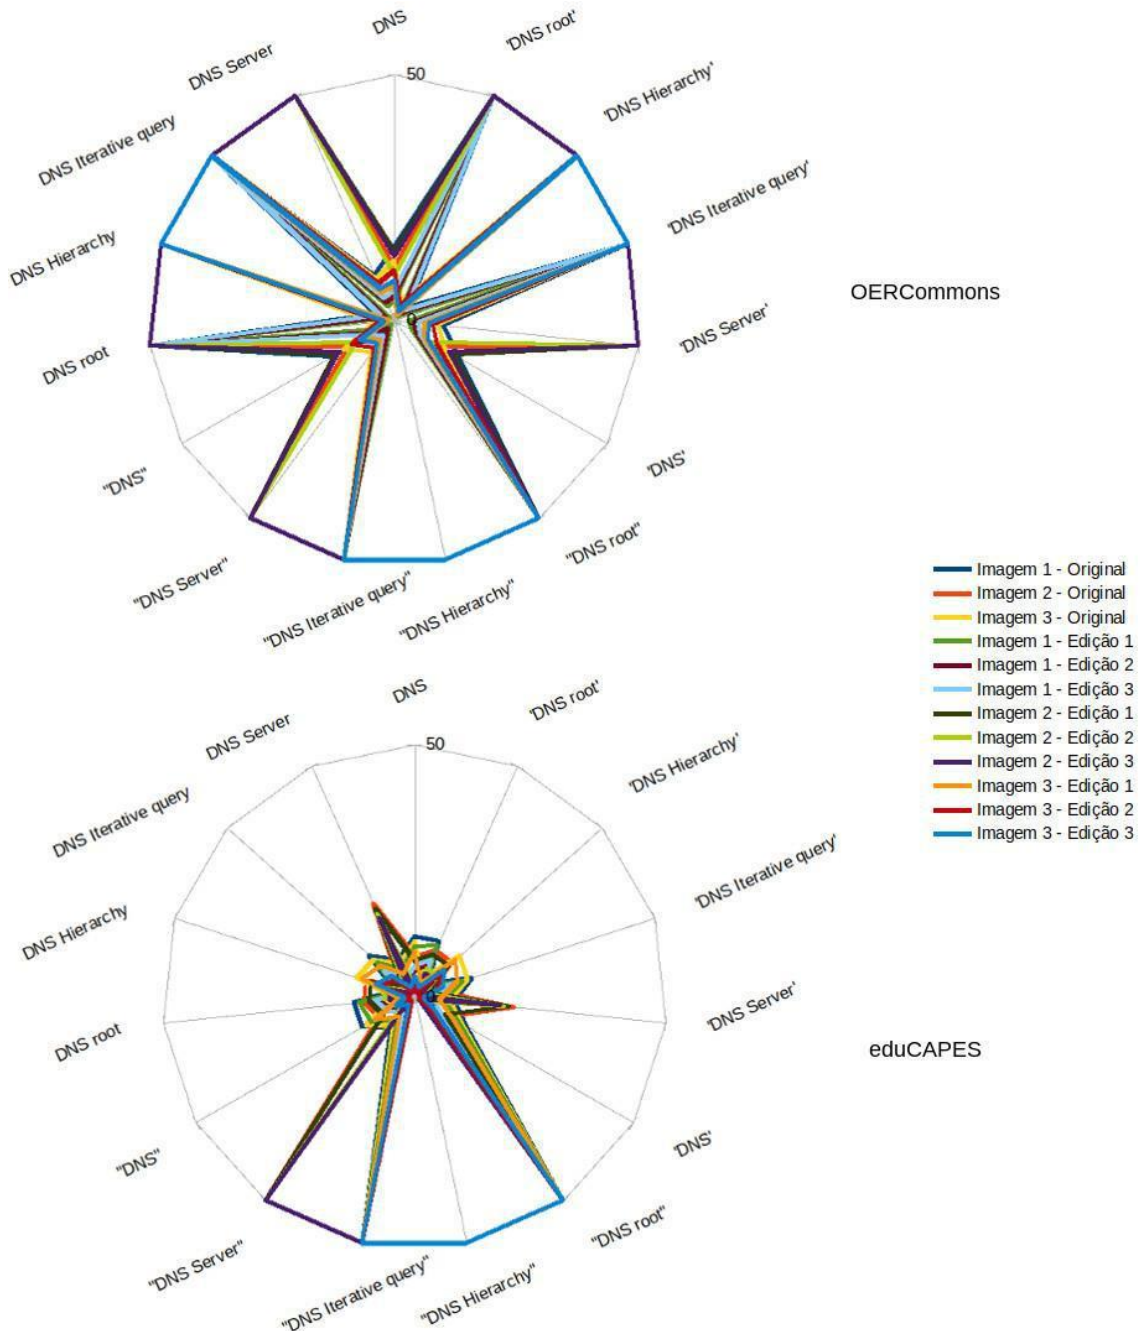 DNS
'DNS root'
'DNS Hierarchy'
'DNS Iterative query'
'DNS Server'
'DNS'
"DNS root"
"DNS Hierarchy"
"DNS Iterative query"
"DNS Server"
"DNS"
DNS root
DNS Hierarchy
DNS Iterative query
DNS Server
50
0
OERCommons
Imagem 1 - Original
Imagem 2 - Original
Imagem 3 - Original
Imagem 1 - Edição 1
Imagem 1 - Edição 2
Imagem 1 - Edição 3
Imagem 2 - Edição 1
Imagem 2 - Edição 2
Imagem 2 - Edição 3
Imagem 3 - Edição 1
Imagem 3 - Edição 2
Imagem 3 - Edição 3
DNS
'DNS root'
'DNS Hierarchy'
'DNS Iterative query'
'DNS Server'
'DNS'
"DNS root"
"DNS Hierarchy"
"DNS Iterative query"
"DNS Server"
"DNS"
DNS root
DNS Hierarchy
DNS Iterative query
DNS Server
50
0
eduCAPES